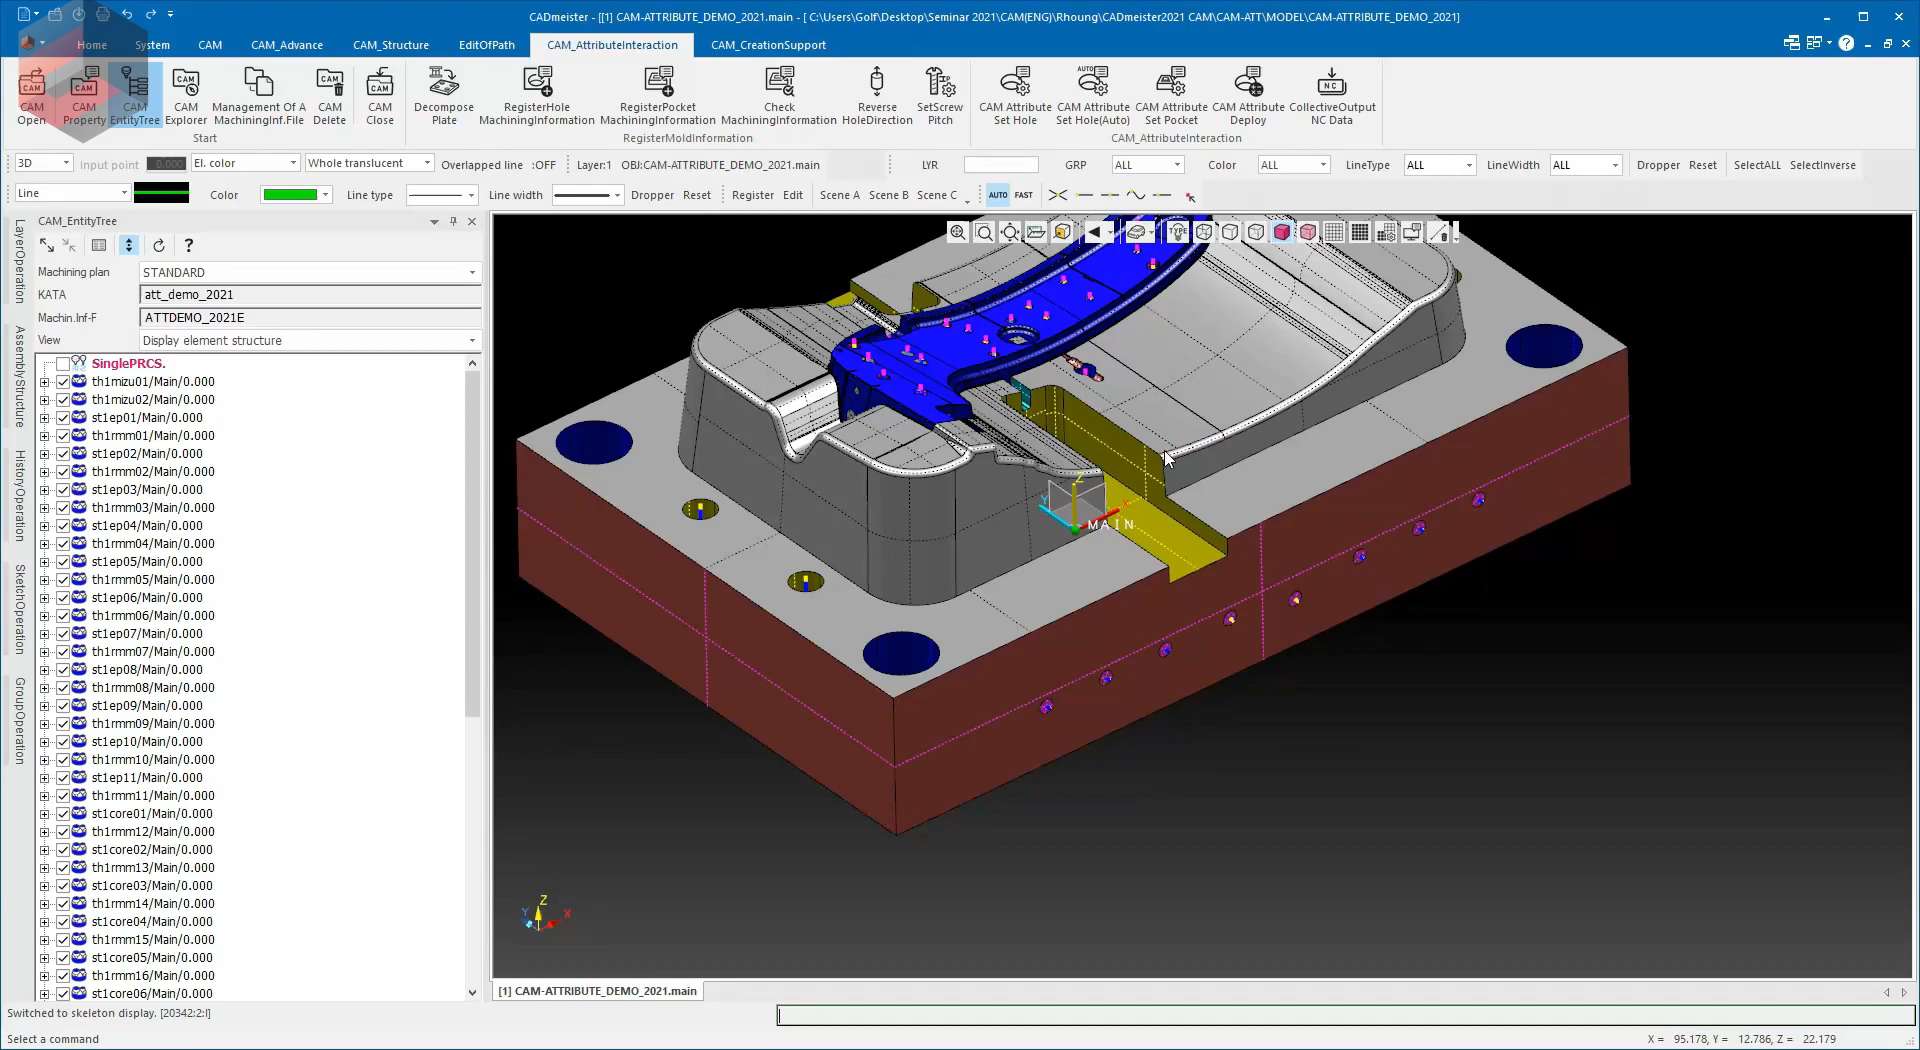 CADmeister - [[1] CAM-ATTRIBUTE_DEMO_2021.main - [ C:\Users\Golf\Desktop\Seminar 2021\CAM(ENG)\Rhoung\CADmeister2021 CAM\CAM-ATT\MODEL\CAM-ATTRIBUTE_DEMO_2021]
Home System CAM CAM_Advance CAM_Structure EditOfPath CAM_AttributeInteraction CAM_CreationSupport
CAM Open
CAM Property
CAM EntityTree
CAM Explorer
Management Of A MachiningInf.File
CAM Delete
CAM Close
Decompose Plate
RegisterHole MachiningInformation
RegisterPocket MachiningInformation
Check MachiningInformation
Reverse HoleDirection
SetScrew Pitch
CAM Attribute Set Hole
CAM Attribute Set Hole(Auto)
CAM Attribute Set Pocket
CAM Attribute Deploy
CollectiveOutput NC Data
Start RegisterMoldInformation CAM_AttributeInteraction
3D Input point 0.000 El. color Whole translucent Overlapped line :OFF Layer:1 OBJ:CAM-ATTRIBUTE_DEMO_2021.main LYR GRP ALL Color ALL LineType ALL LineWidth ALL Dropper Reset SelectALL SelectInverse
Line Color Line type Line width Dropper Reset Register Edit Scene A Scene B Scene C AUTO FAST
LayerOperation
AssemblyStructure
HistoryOperation
SketchOperation
GroupOperation
CAM_EntityTree
Machining plan STANDARD
KATA att_demo_2021
Machin.Inf-F ATTDEMO_2021E
View Display element structure
SinglePRCS.
th1mizu01/Main/0.000
th1mizu02/Main/0.000
st1ep01/Main/0.000
th1rmm01/Main/0.000
st1ep02/Main/0.000
th1rmm02/Main/0.000
st1ep03/Main/0.000
th1rmm03/Main/0.000
st1ep04/Main/0.000
th1rmm04/Main/0.000
st1ep05/Main/0.000
th1rmm05/Main/0.000
st1ep06/Main/0.000
th1rmm06/Main/0.000
st1ep07/Main/0.000
th1rmm07/Main/0.000
st1ep08/Main/0.000
th1rmm08/Main/0.000
st1ep09/Main/0.000
th1rmm09/Main/0.000
st1ep10/Main/0.000
th1rmm10/Main/0.000
st1ep11/Main/0.000
th1rmm11/Main/0.000
st1core01/Main/0.000
th1rmm12/Main/0.000
st1core02/Main/0.000
th1rmm13/Main/0.000
st1core03/Main/0.000
th1rmm14/Main/0.000
st1core04/Main/0.000
th1rmm15/Main/0.000
st1core05/Main/0.000
th1rmm16/Main/0.000
st1core06/Main/0.000
TYPE
Z
Y X
MAIN
Z
Y X
[1] CAM-ATTRIBUTE_DEMO_2021.main
Switched to skeleton display. [20342:2:I]
Select a command
X = 95.178, Y = 12.786, Z = 22.179